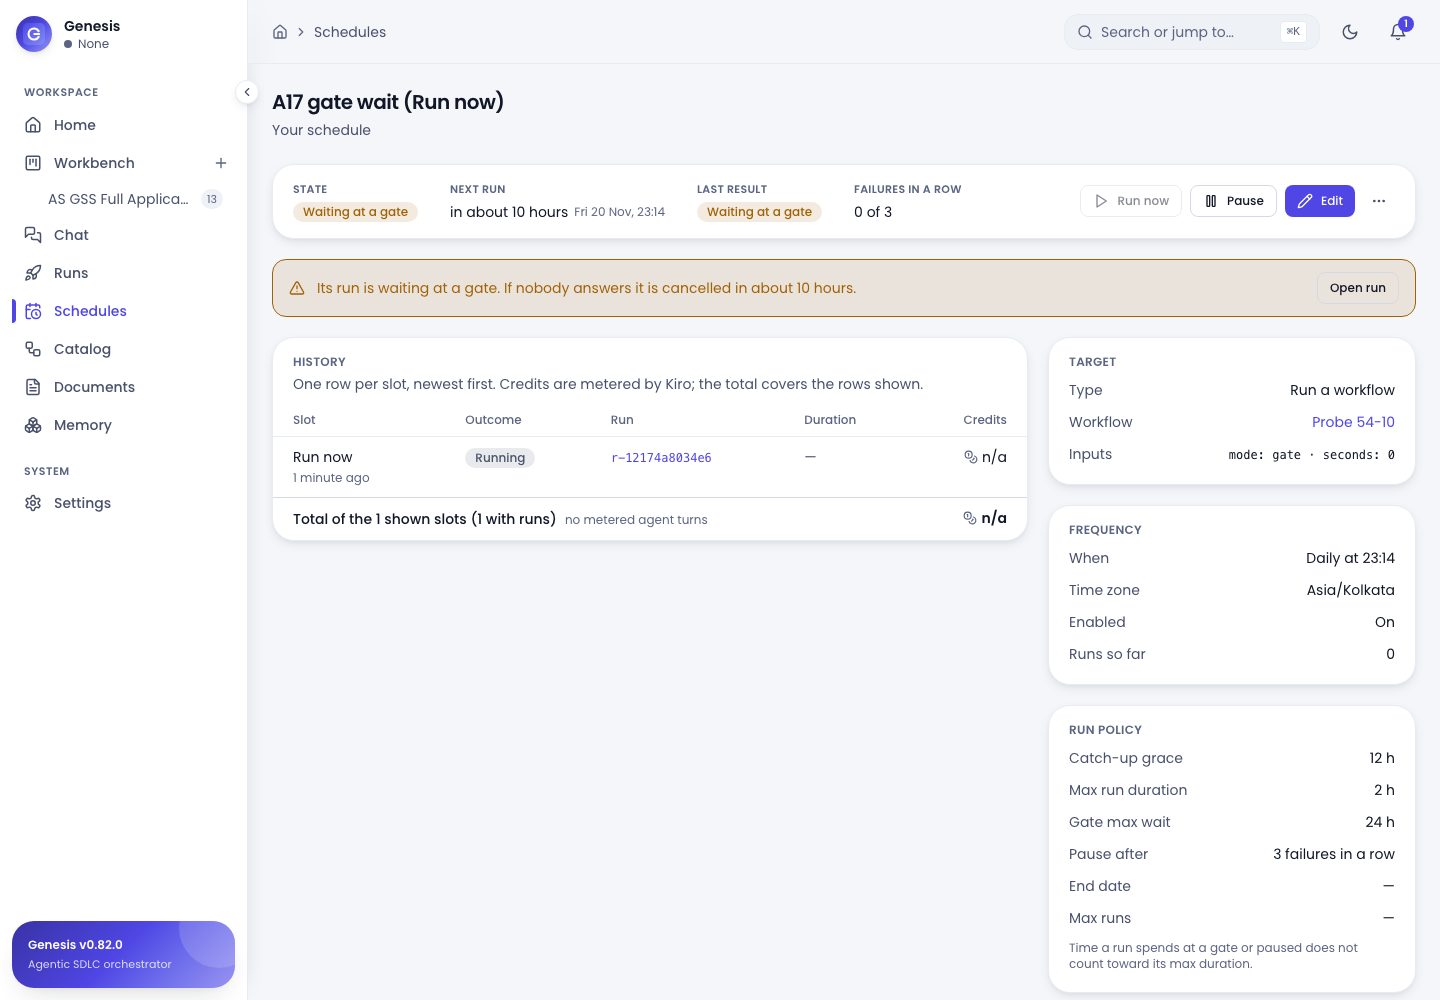 Genesis
None
WORKSPACE
Home
Workbench
AS GSS Full Applica... 13
Chat
Runs
Schedules
Catalog
Documents
Memory
SYSTEM
Settings
Genesis v0.82.0
Agentic SDLC orchestrator
Schedules
Search or jump to... ⌘K
1
A17 gate wait (Run now)
Your schedule
STATE
Waiting at a gate
NEXT RUN
in about 10 hours Fri 20 Nov, 23:14
LAST RESULT
Waiting at a gate
FAILURES IN A ROW
0 of 3
Run now
Pause
Edit
Its run is waiting at a gate. If nobody answers it is cancelled in about 10 hours.
Open run
HISTORY
One row per slot, newest first. Credits are metered by Kiro; the total covers the rows shown.
Slot Outcome Run Duration Credits
Run now Running r–12174a8034e6 — n/a
1 minute ago
Total of the 1 shown slots (1 with runs) no metered agent turns n/a
TARGET
Type Run a workflow
Workflow Probe 54-10
Inputs mode: gate · seconds: 0
FREQUENCY
When Daily at 23:14
Time zone Asia/Kolkata
Enabled On
Runs so far 0
RUN POLICY
Catch-up grace 12 h
Max run duration 2 h
Gate max wait 24 h
Pause after 3 failures in a row
End date —
Max runs —
Time a run spends at a gate or paused does not
count toward its max duration.